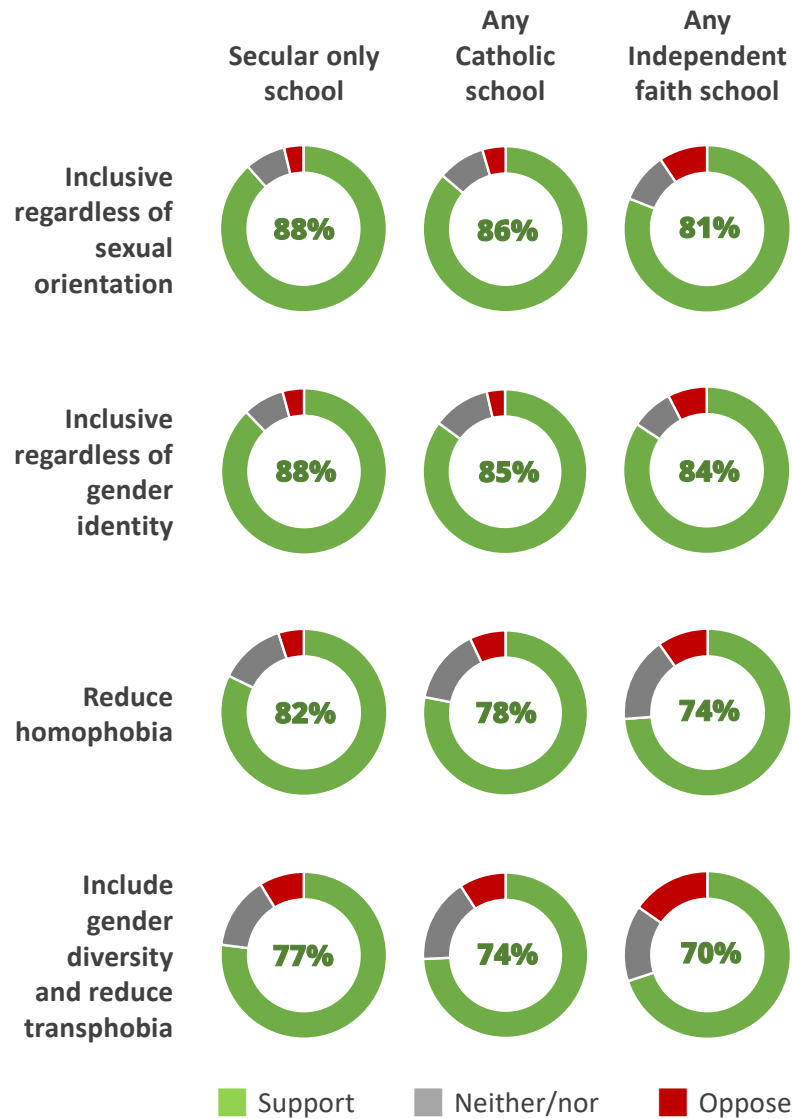 Secular only
school
Any
Catholic
school
Any
Independent
faith school
Inclusive
regardless of
sexual
orientation
88%
86%
81%
Inclusive
regardless of
gender
identity
88%
85%
84%
Reduce
homophobia
82%
78%
74%
Include
gender
diversity
and reduce
transphobia
77%
74%
70%
Support
Neither/nor
Oppose